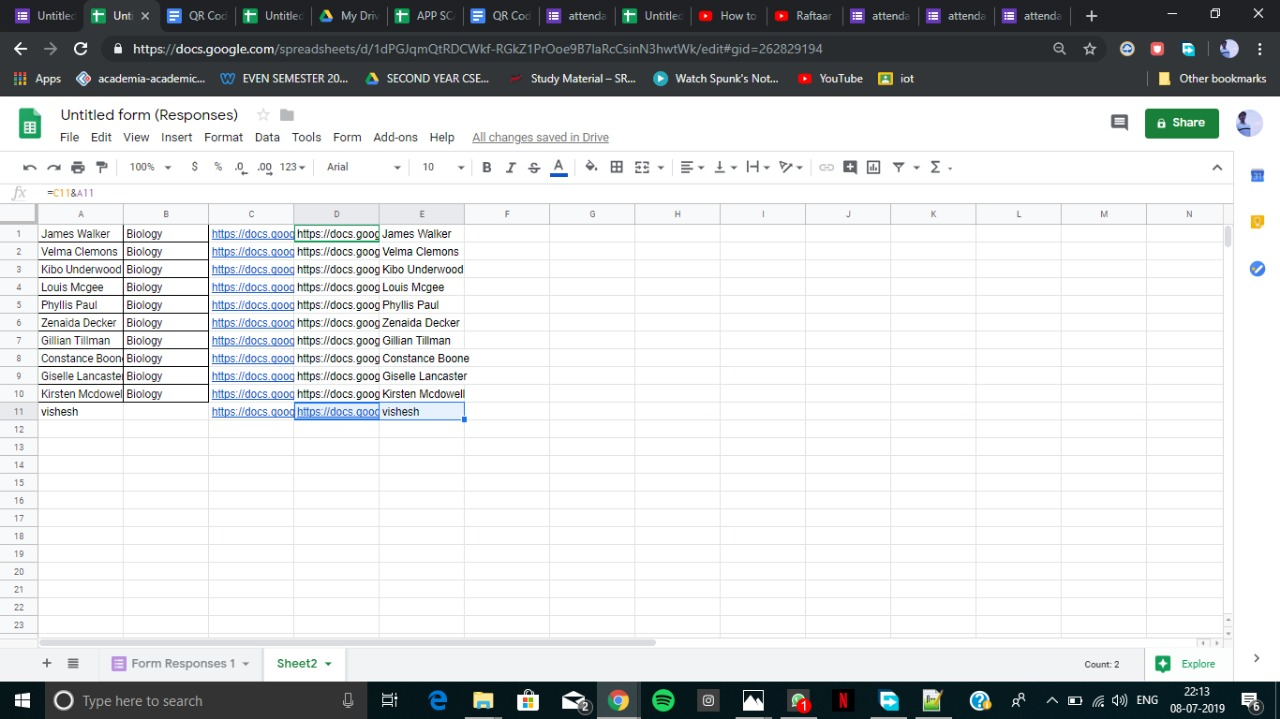 Untitled Unti QR Cod Untitled My Driv APP SC QR Cod attenda Untitled How to Raftaar attenda attenda attenda
https://docs.google.com/spreadsheets/d/1dPGJqmQtRDCWkf-RGkZ1PrOoe9B7laRcCsinN3hwtWk/edit#gid=262829194
Apps academia-academic... EVEN SEMESTER 20... SECOND YEAR CSE... Study Material – SR... Watch Spunk's Not... YouTube iot Other bookmarks
Untitled form (Responses)
File Edit View Insert Format Data Tools Form Add-ons Help All changes saved in Drive
Share
100% $ % .0 .00 123 Arial 10 B I S A Σ
fx =C11&A11
A B C D E F G H I J K L M N
1 James Walker Biology https://docs.goog https://docs.goog James Walker
2 Velma Clemons Biology https://docs.goog https://docs.goog Velma Clemons
3 Kibo Underwood Biology https://docs.goog https://docs.goog Kibo Underwood
4 Louis Mcgee Biology https://docs.goog https://docs.goog Louis Mcgee
5 Phyllis Paul Biology https://docs.goog https://docs.goog Phyllis Paul
6 Zenaida Decker Biology https://docs.goog https://docs.goog Zenaida Decker
7 Gillian Tillman Biology https://docs.goog https://docs.goog Gillian Tillman
8 Constance Boon Biology https://docs.goog https://docs.goog Constance Boone
9 Giselle Lancaster Biology https://docs.goog https://docs.goog Giselle Lancaster
10 Kirsten Mcdowel Biology https://docs.goog https://docs.goog Kirsten Mcdowell
11 vishesh https://docs.goog https://docs.goog vishesh
12
13
14
15
16
17
18
19
20
21
22
23
Form Responses 1 Sheet2 Count: 2 Explore
Type here to search 2 1 ENG 22:13
08-07-2019 6